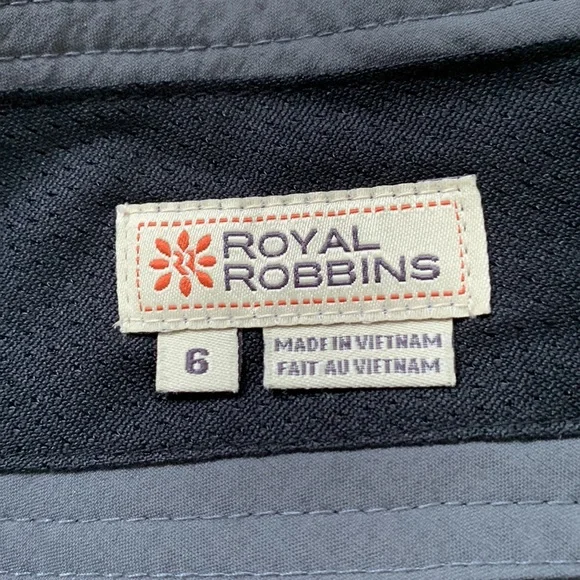 ROYAL
ROBBINS
6
MADE IN VIETNAM
FAIT AU VIETNAM